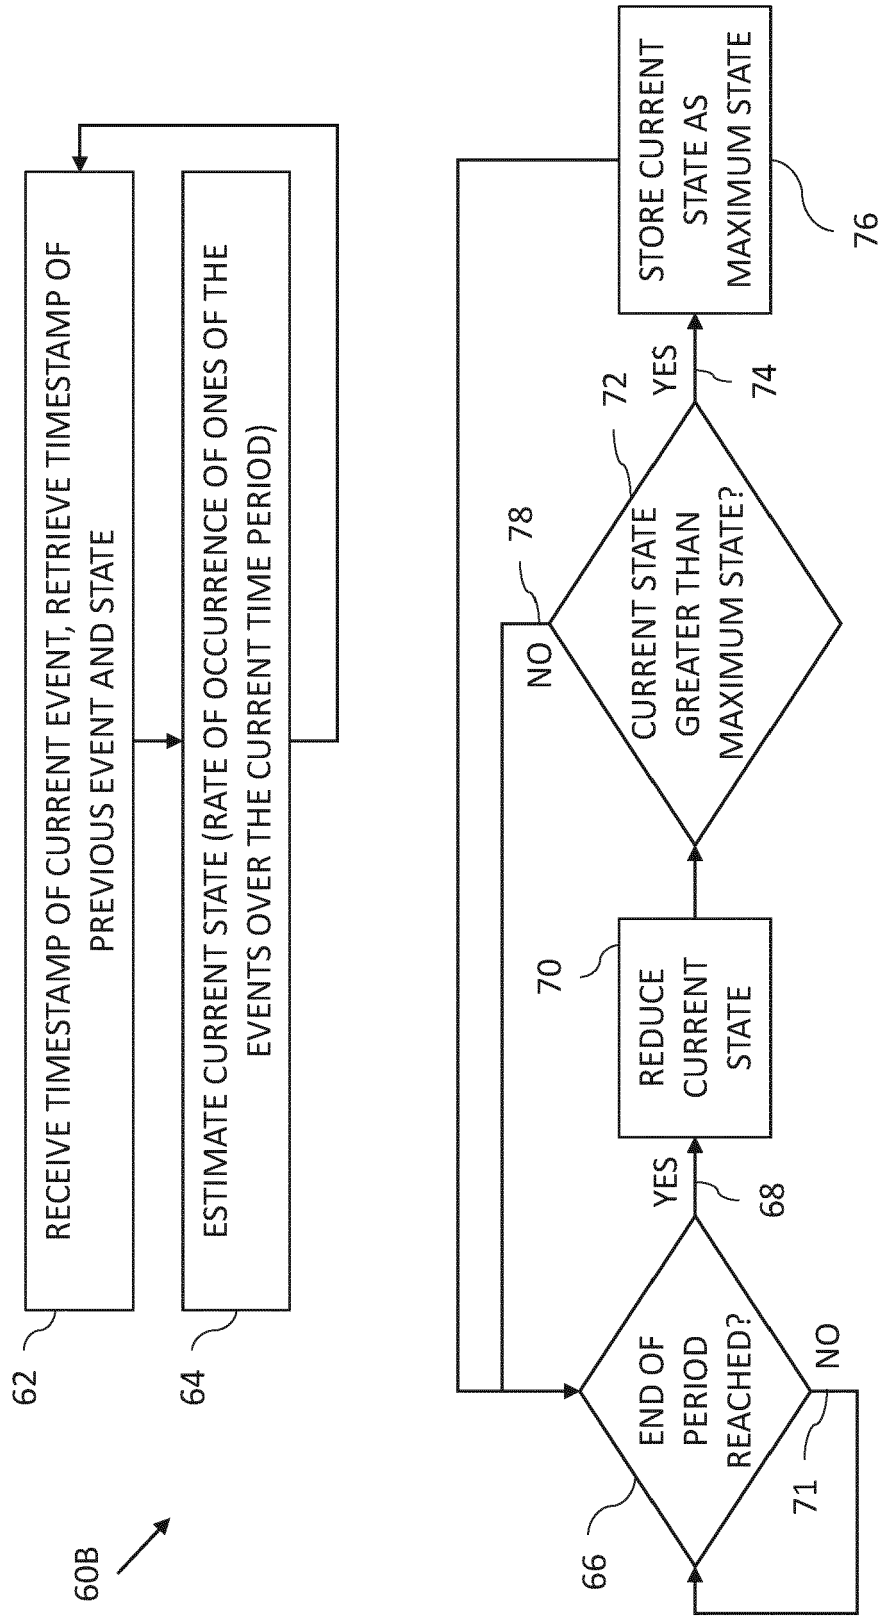 60B
62
RECEIVE TIMESTAMP OF CURRENT EVENT, RETRIEVE TIMESTAMP OF
PREVIOUS EVENT AND STATE
64
ESTIMATE CURRENT STATE (RATE OF OCCURRENCE OF ONES OF THE
EVENTS OVER THE CURRENT TIME PERIOD)
66
END OF
PERIOD
REACHED?
NO
71
YES
68
70
REDUCE
CURRENT
STATE
72
CURRENT STATE
GREATER THAN
MAXIMUM STATE?
NO
78
YES
74
STORE CURRENT
STATE AS
MAXIMUM STATE
76